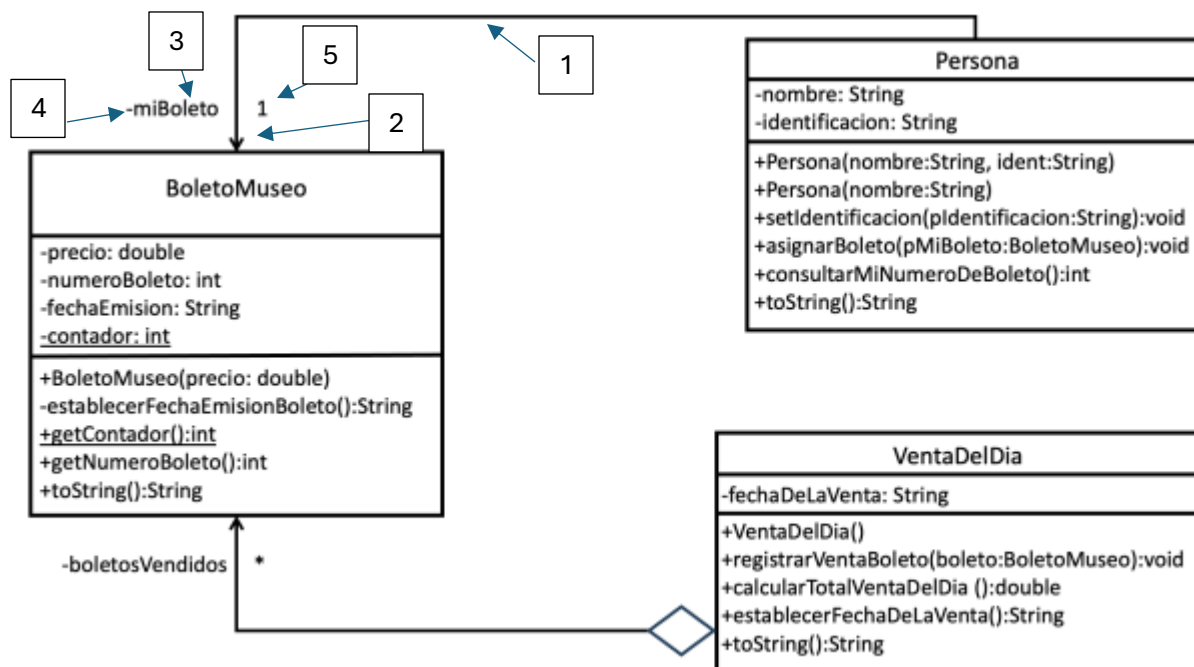 3
5
1
4
-miBoleto
1
2
Persona
-nombre: String
-identificacion: String
+Persona(nombre:String, ident:String)
+Persona(nombre:String)
+setIdentificacion(pIdentificacion:String):void
+asignarBoleto(pMiBoleto:BoletoMuseo):void
+consultarMiNumeroDeBoleto():int
+toString():String
BoletoMuseo
-precio: double
-numeroBoleto: int
-fechaEmision: String
-contador: int
+BoletoMuseo(precio: double)
-establecerFechaEmisionBoleto():String
+getContador():int
+getNumeroBoleto():int
+toString():String
-boletosVendidos
*
VentaDelDia
-fechaDeLaVenta: String
+VentaDelDia()
+registrarVentaBoleto(boleto:BoletoMuseo):void
+calcularTotalVentaDelDia ():double
+establecerFechaDeLaVenta():String
+toString():String